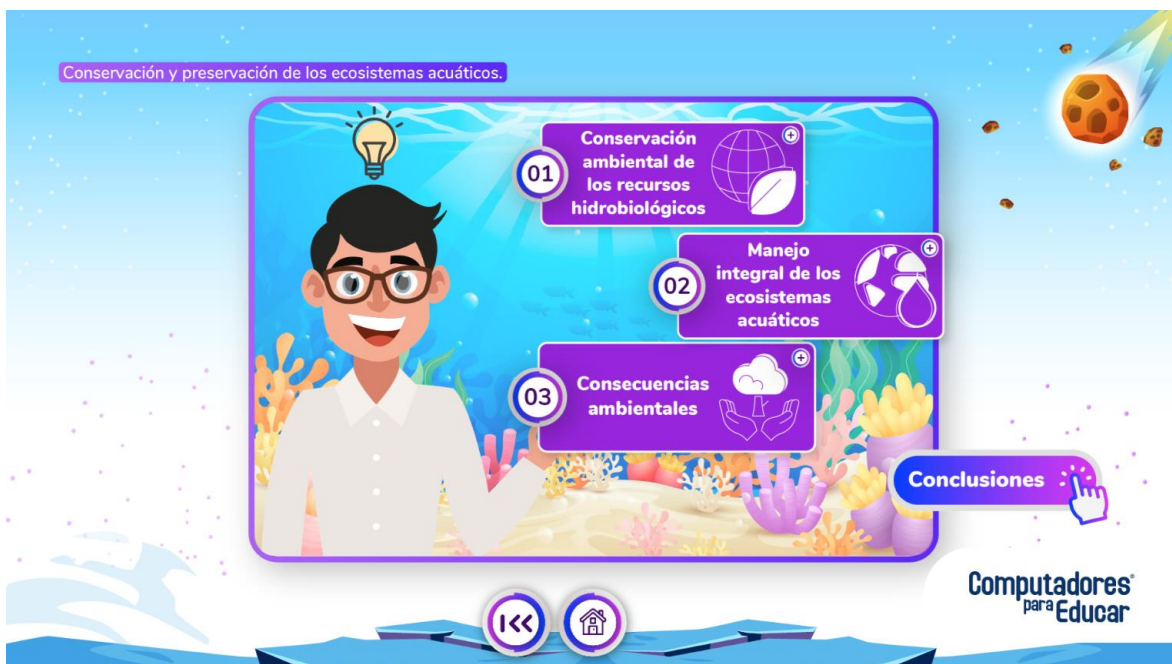 Conservación y preservación de los ecosistemas acuáticos.
01
Conservación
ambiental de
los recursos
hidrobiológicos
02
Manejo
integral de los
ecosistemas
acuáticos
03
Consecuencias
ambientales
Conclusiones
Computadores
para Educar